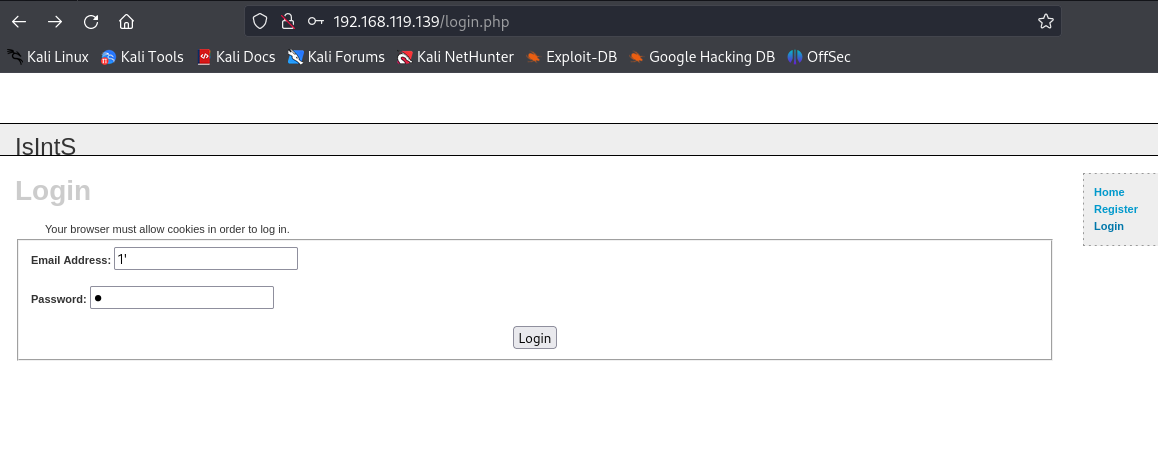 192.168.119.139/login.php
Kali Linux Kali Tools Kali Docs Kali Forums Kali NetHunter Exploit-DB Google Hacking DB OffSec
IsIntS
Login
Your browser must allow cookies in order to log in.
Email Address: 1'
Password: ●
Login
Home
Register
Login